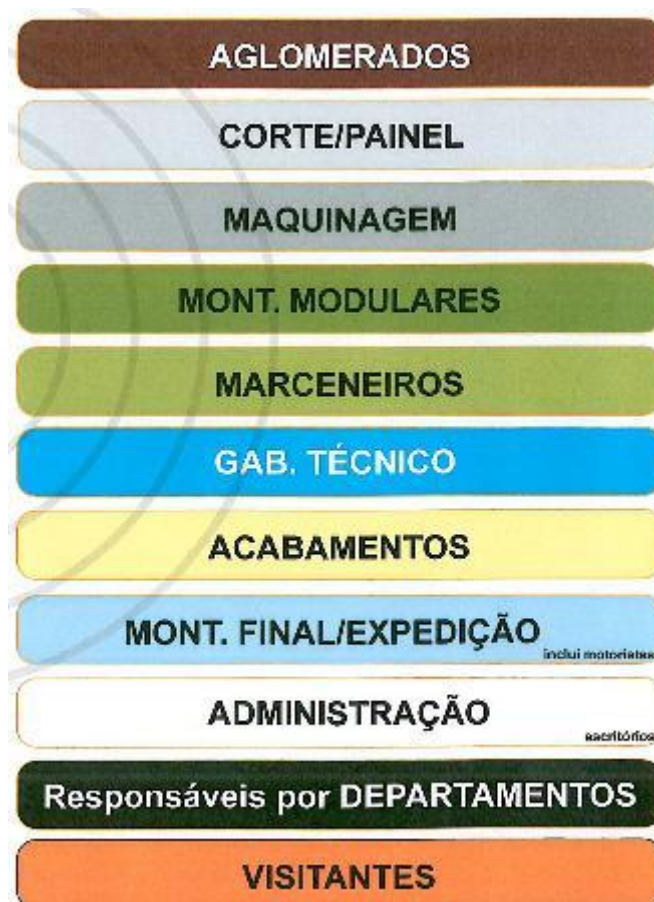 AGLOMERADOS
CORTE/PAINEL
MAQUINAGEM
MONT. MODULARES
MARCENEIROS
GAB. TÉCNICO
ACABAMENTOS
MONT. FINAL/EXPEDIÇÃO
inclui motoristas
ADMINISTRAÇÃO
escritórios
Responsáveis por DEPARTAMENTOS
VISITANTES